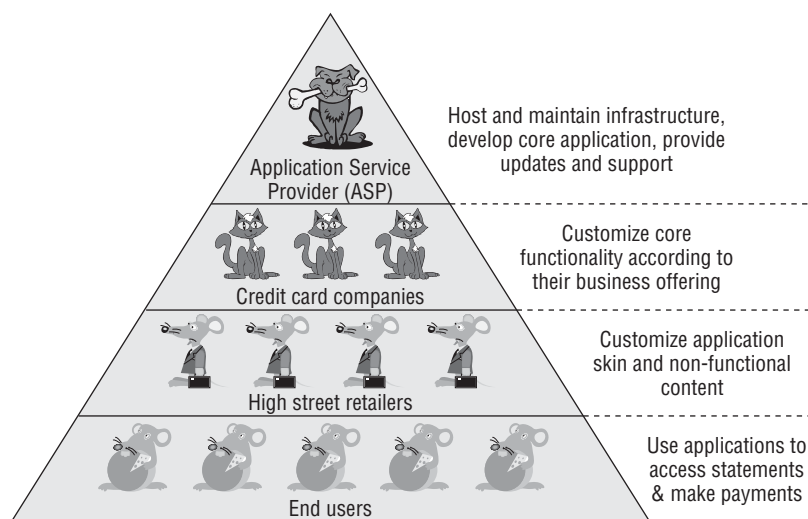 Host and maintain infrastructure,
develop core application, provide
updates and support
Application Service
Provider (ASP)
Customize core
functionality according to
their business offering
Credit card companies
Customize application
skin and non-functional
content
High street retailers
Use applications to
access statements
& make payments
End users